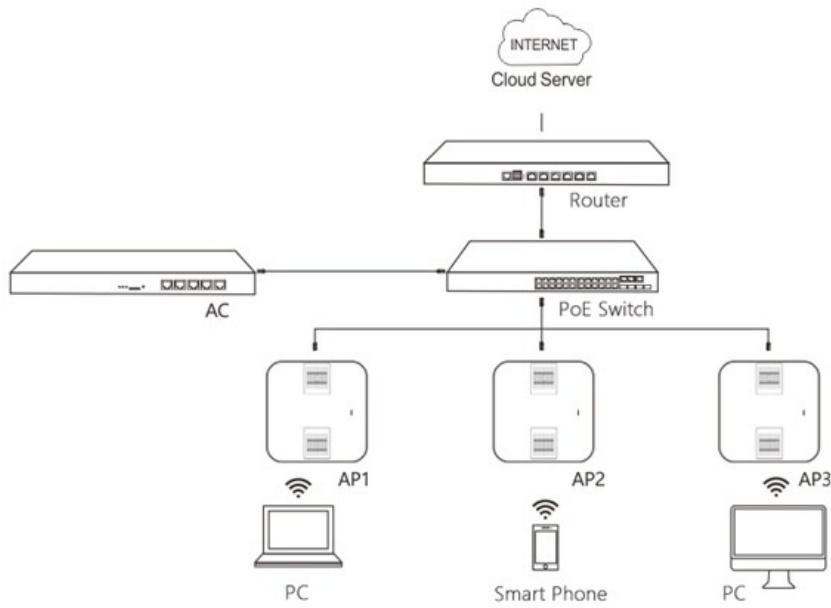 INTERNET
Cloud Server
Router
AC
PoE Switch
AP1
AP2
AP3
PC
Smart Phone
PC